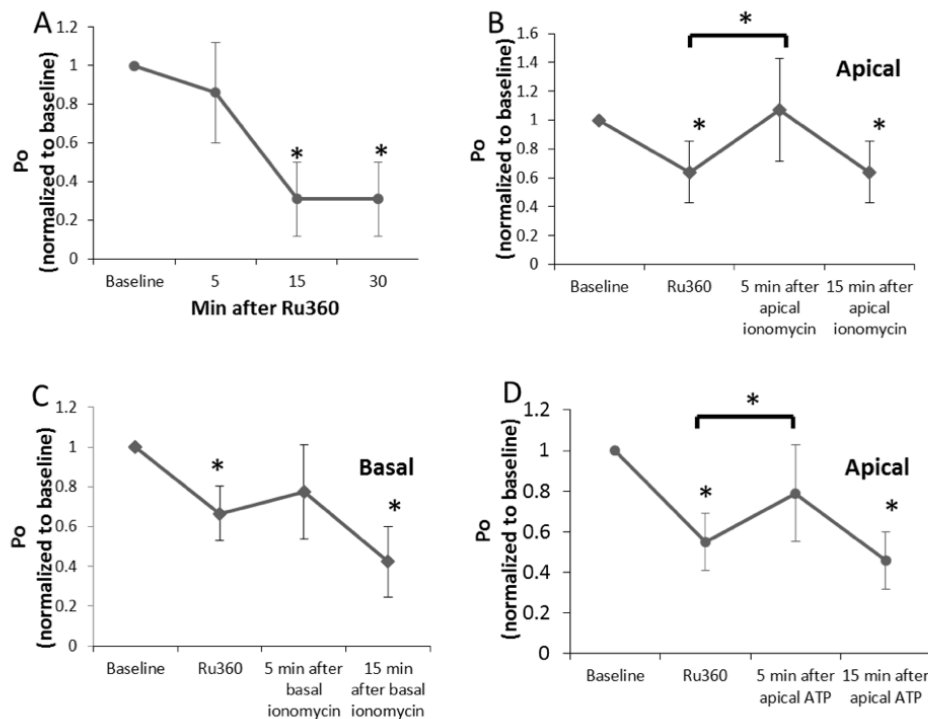 A
Po
(normalized to baseline)
1.2
1
0.8
0.6
0.4
0.2
0
*
*
Baseline
5
15
30
Min after Ru360
B
Po
(normalized to baseline)
1.6
1.4
1.2
1
0.8
0.6
0.4
0.2
0
*
Apical
*
*
Baseline
Ru360
5 min after
apical
ionomycin
15 min after
apical
ionomycin
C
Po
(normalized to baseline)
1.2
1
0.8
0.6
0.4
0.2
0
Basal
*
*
Baseline
Ru360
5 min after
basal
ionomycin
15 min
after basal
ionomycin
D
Po
(normalized to baseline)
1.2
1
0.8
0.6
0.4
0.2
0
*
Apical
*
*
Baseline
Ru360
5 min after
apical ATP
15 min after
apical ATP